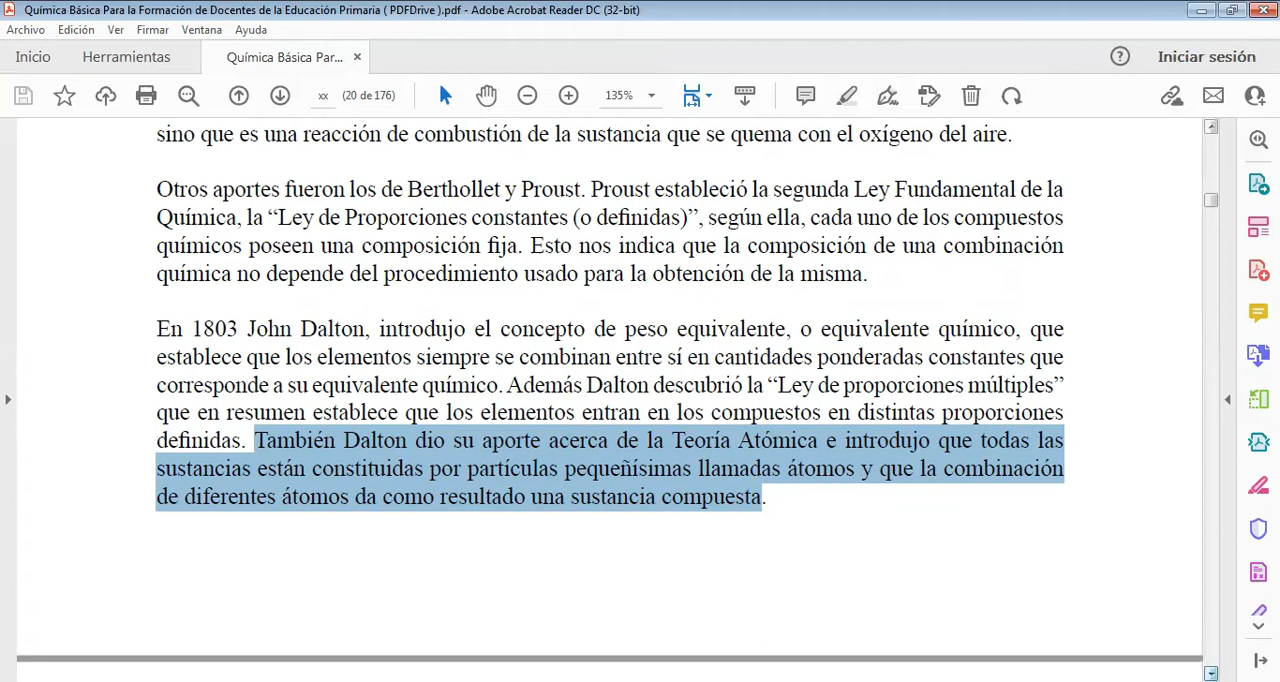 Química Básica Para la Formación de Docentes de la Educación Primaria ( PDFDrive ).pdf - Adobe Acrobat Reader DC (32-bit)
Archivo Edición Ver Firmar Ventana Ayuda
Inicio Herramientas Química Básica Par... × Iniciar sesión
xx (20 de 176) 135%
sino que es una reacción de combustión de la sustancia que se quema con el oxígeno del aire.
Otros aportes fueron los de Berthollet y Proust. Proust estableció la segunda Ley Fundamental de la
Química, la “Ley de Proporciones constantes (o definidas)”, según ella, cada uno de los compuestos
químicos poseen una composición fija. Esto nos indica que la composición de una combinación
química no depende del procedimiento usado para la obtención de la misma.
En 1803 John Dalton, introdujo el concepto de peso equivalente, o equivalente químico, que
establece que los elementos siempre se combinan entre sí en cantidades ponderadas constantes que
corresponde a su equivalente químico. Además Dalton descubrió la “Ley de proporciones múltiples”
que en resumen establece que los elementos entran en los compuestos en distintas proporciones
definidas. También Dalton dio su aporte acerca de la Teoría Atómica e introdujo que todas las
sustancias están constituidas por partículas pequeñísimas llamadas átomos y que la combinación
de diferentes átomos da como resultado una sustancia compuesta.